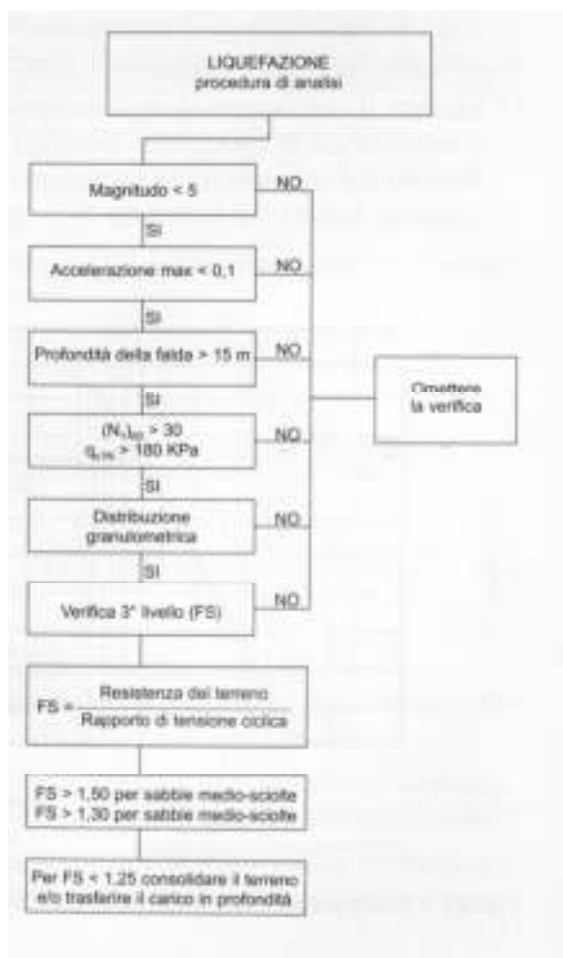 LIQUEFAZIONE
procedura di analisi
Magnitudo < 5
NO
SI
Accelerazione max < 0,1
NO
SI
Profondità della falda > 15 m
NO
SI
(N₁)₆₀ > 30
NO
> 180 KPa
SI
Distribuzione
granulometrica
NO
SI
Verifica 3° livello (FS)
NO
Omettere
la verifica
FS = Resistenza del terreno
Rapporto di tensione ciclica
FS > 1,50 per sabbie medio-sciolte
FS > 1,30 per sabbie medio-sciolte
Per FS < 1.25 consolidare il terreno
e/o trasferire il carico in profondità